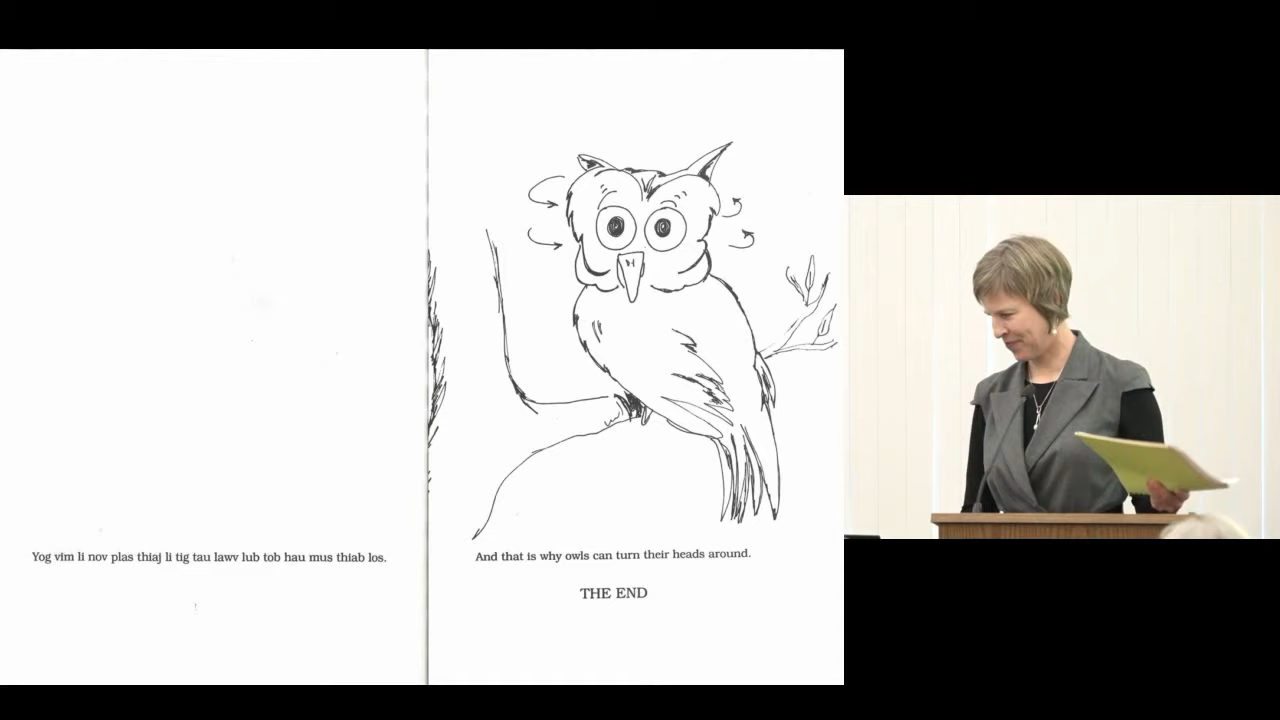 Yog vim li nov plas thiaj li tig tau lawv lub tob hau mus thiab los.
And that is why owls can turn their heads around.
THE END